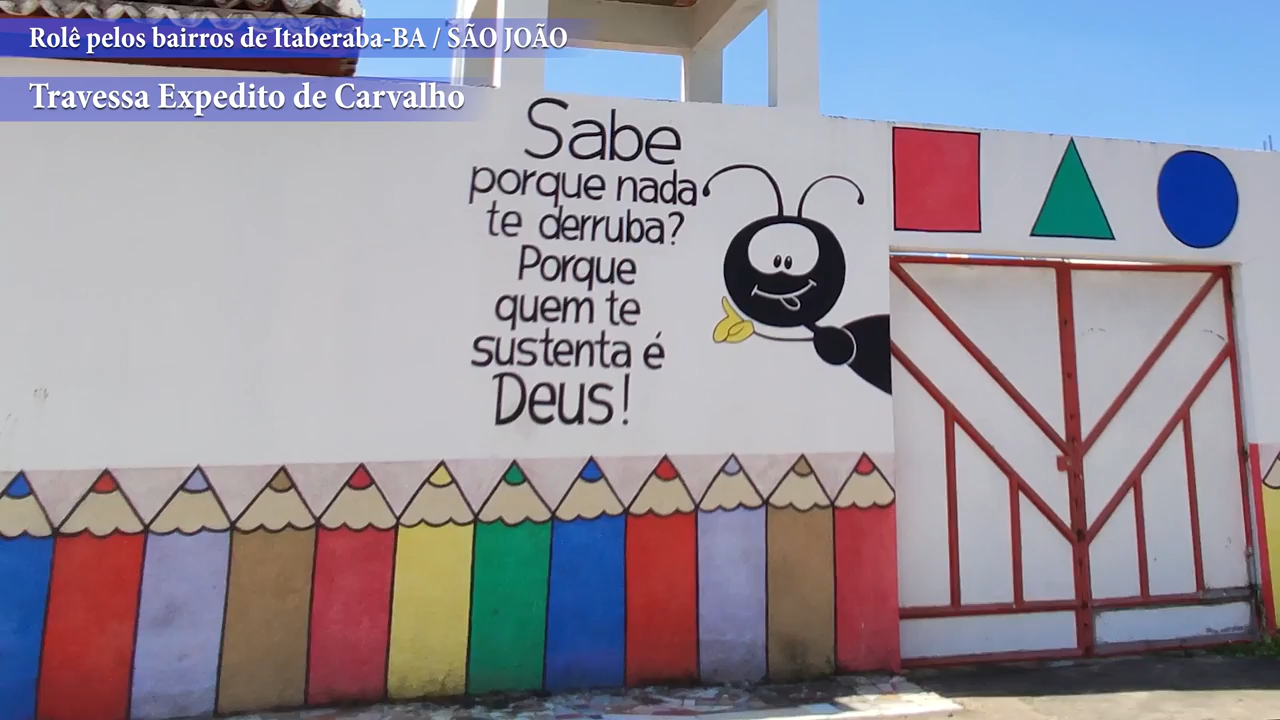 Rolê pelos bairros de Itaberaba-BA / SÃO JOÃO
Travessa Expedito de Carvalho
Sabe
porque nada
te derruba?
Porque
quem te
sustenta é
Deus!